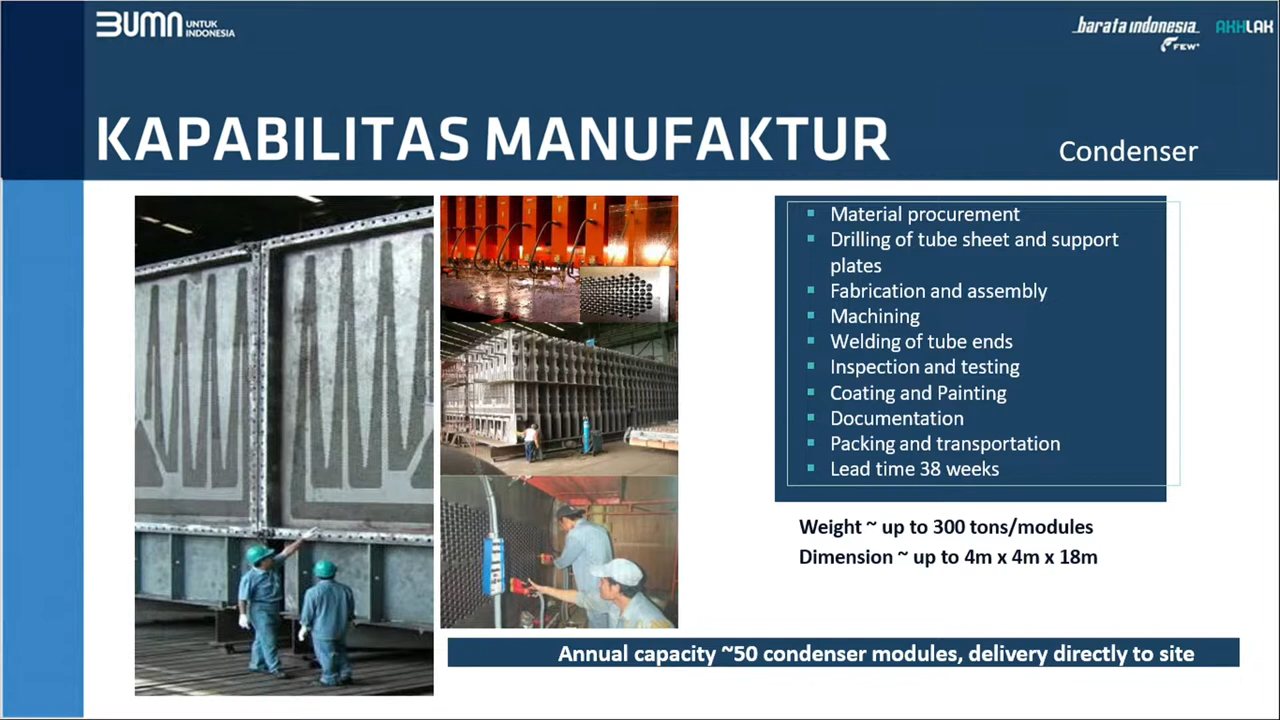 BUMN UNTUK
INDONESIA
barata indonesia
FEW
AKHLAK
KAPABILITAS MANUFAKTUR
Condenser
▪ Material procurement
▪ Drilling of tube sheet and support
plates
▪ Fabrication and assembly
▪ Machining
▪ Welding of tube ends
▪ Inspection and testing
▪ Coating and Painting
▪ Documentation
▪ Packing and transportation
▪ Lead time 38 weeks
Weight ~ up to 300 tons/modules
Dimension ~ up to 4m x 4m x 18m
Annual capacity ~50 condenser modules, delivery directly to site